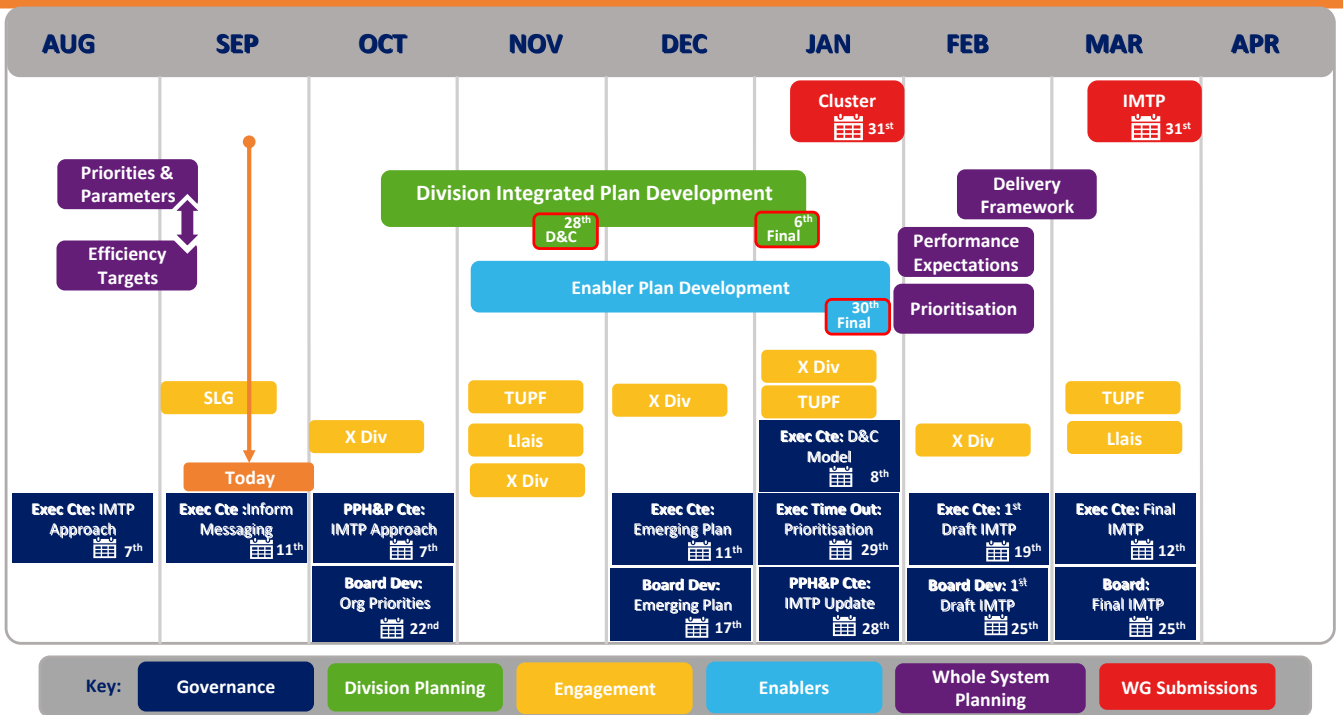 AUG SEP OCT NOV DEC JAN FEB MAR APR
Cluster
31st
IMTP
31st
Priorities &
Parameters
Efficiency
Targets
Division Integrated Plan Development
28th
D&C
6th
Final
Delivery
Framework
Performance
Expectations
Enabler Plan Development
30th
Final
Prioritisation
X Div
SLG
TUPF
X Div
TUPF
TUPF
X Div
Llais
X Div
Llais
X Div
Today
Exec Cte: D&C
Model
8th
Exec Cte: IMTP
Approach
7th
Exec Cte :Inform
Messaging
11th
PPH&P Cte:
IMTP Approach
7th
Exec Cte:
Emerging Plan
11th
Exec Time Out:
Prioritisation
29th
Exec Cte: 1st
Draft IMTP
19th
Exec Cte: Final
IMTP
12th
Board Dev:
Org Priorities
22nd
Board Dev:
Emerging Plan
17th
PPH&P Cte:
IMTP Update
28th
Board Dev: 1st
Draft IMTP
25th
Board:
Final IMTP
25th
Key:
Governance
Division Planning
Engagement
Enablers
Whole System
Planning
WG Submissions